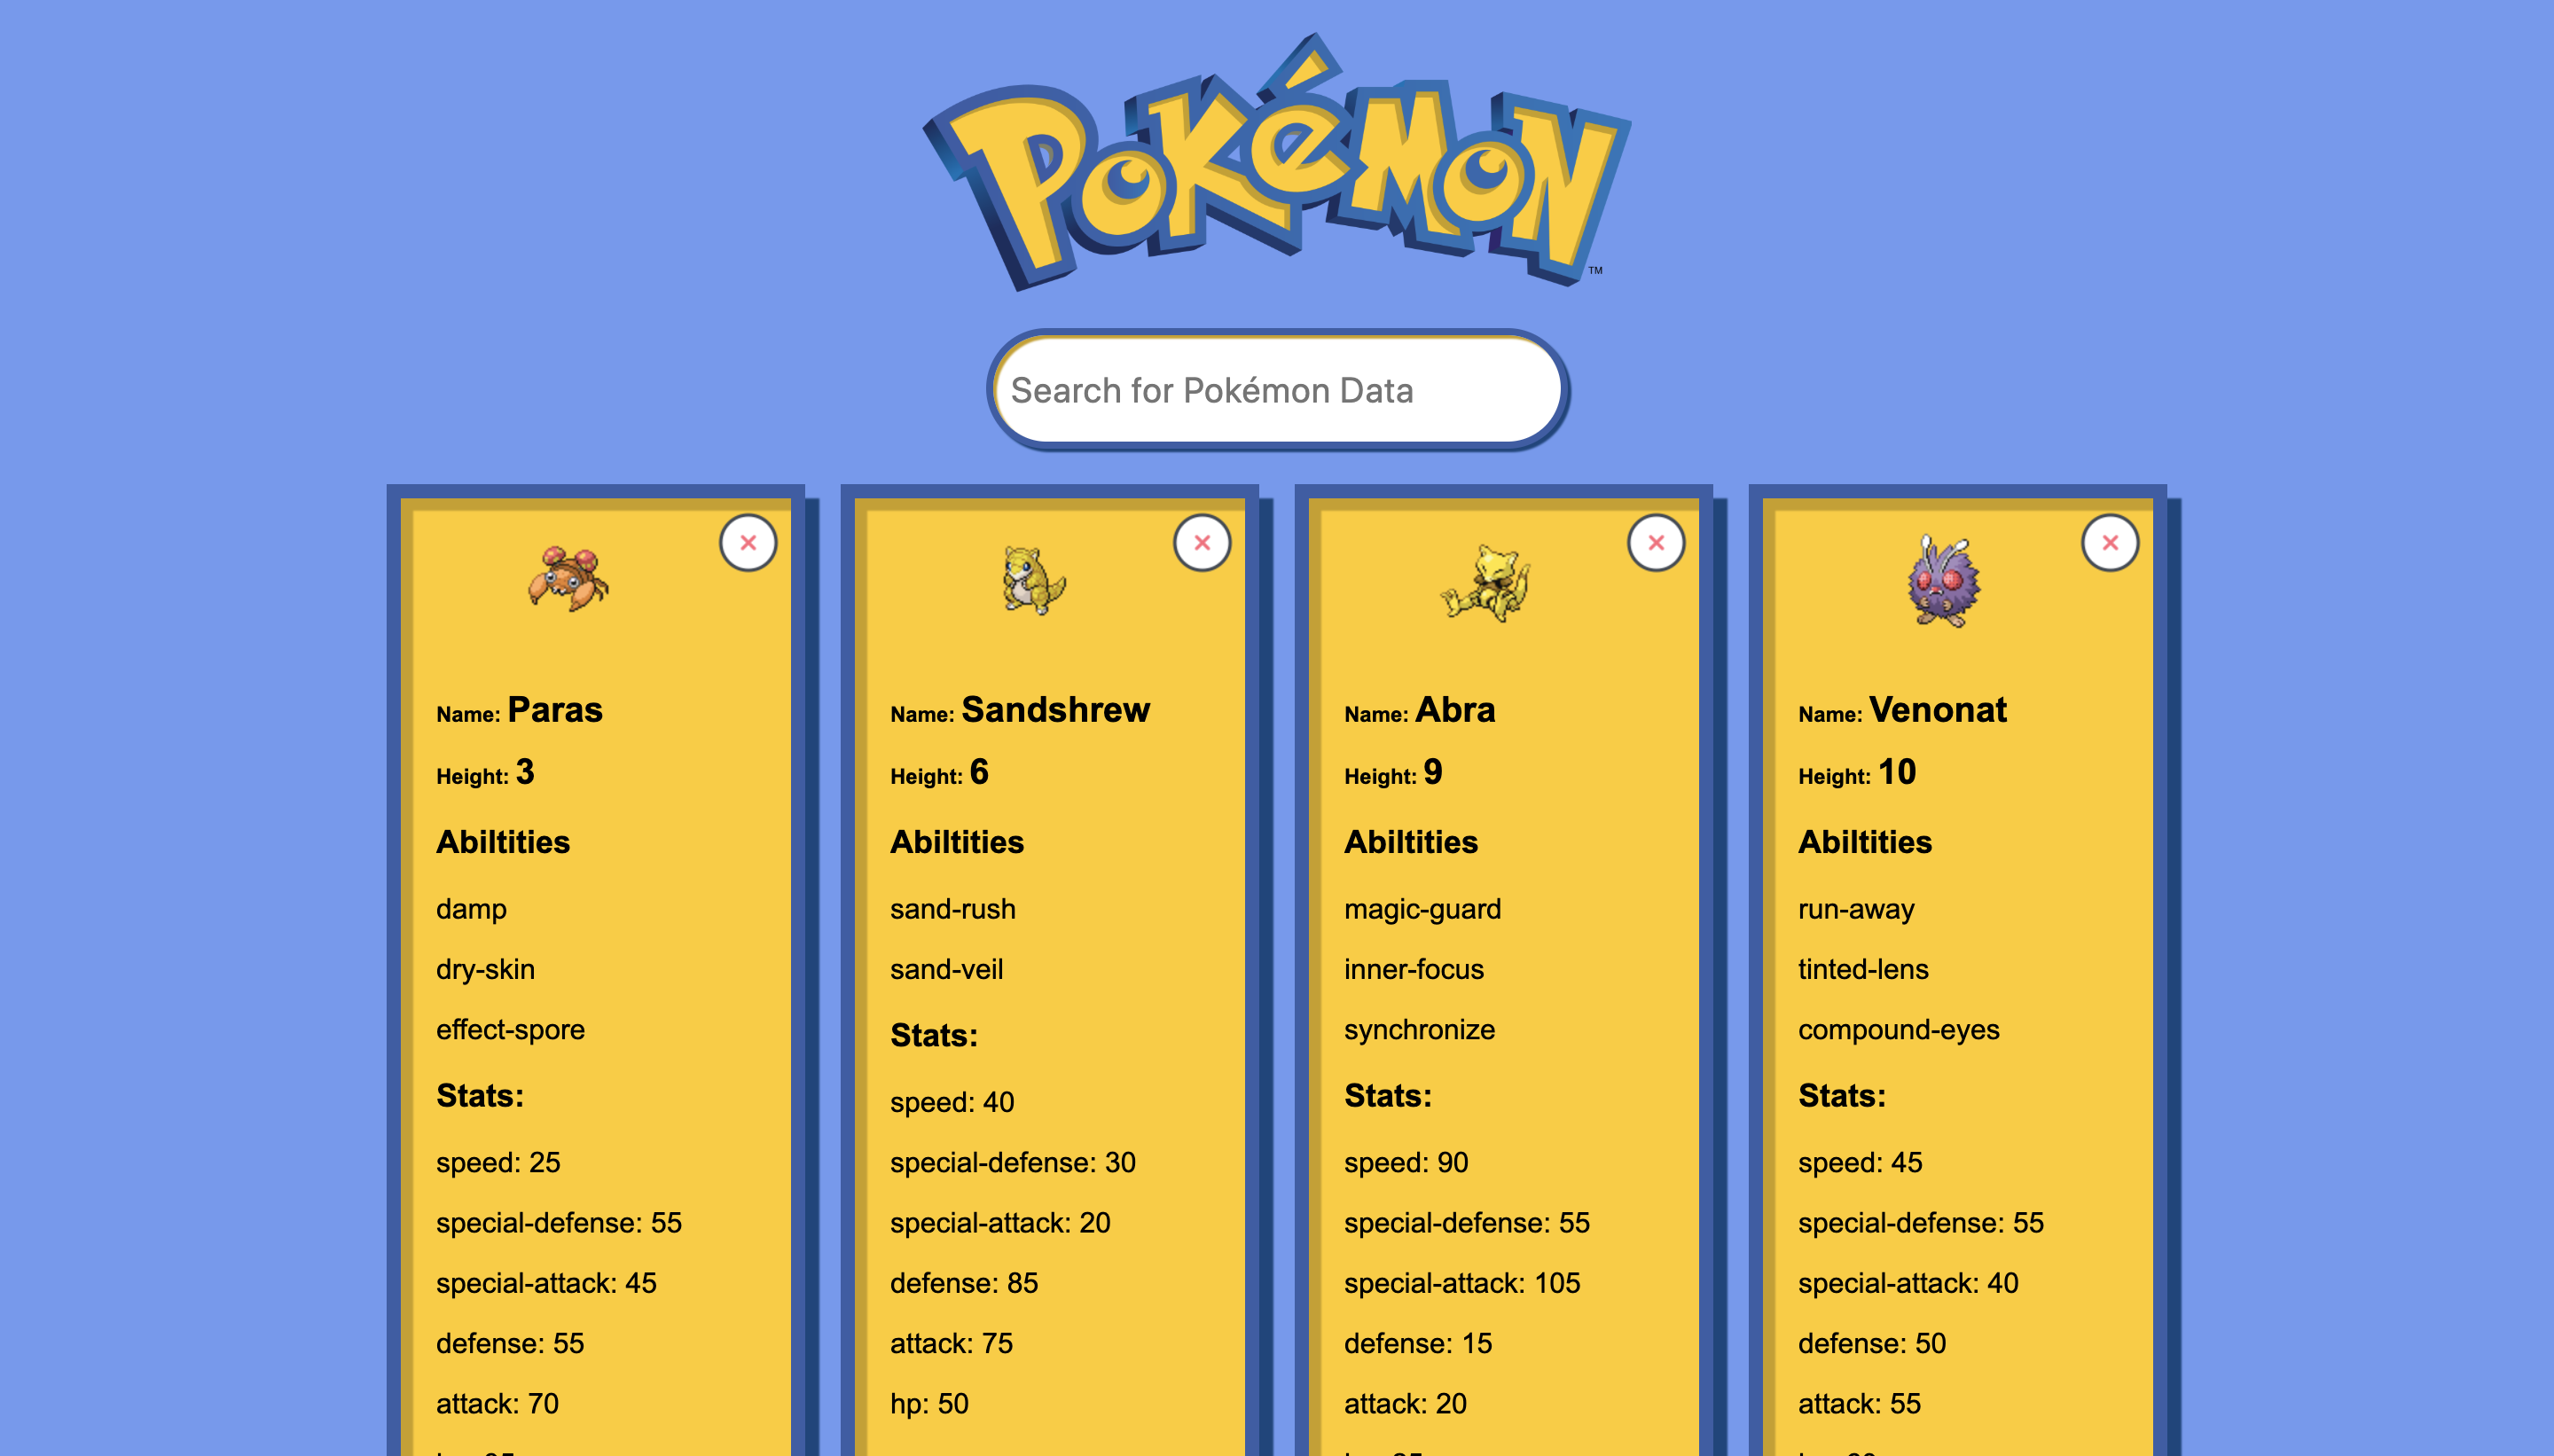 Pokémon
TM
Search for Pokémon Data
Name: Paras
Height: 3
Abiltities
damp
dry-skin
effect-spore
Stats:
speed: 25
special-defense: 55
special-attack: 45
defense: 55
attack: 70
Name: Sandshrew
Height: 6
Abiltities
sand-rush
sand-veil
Stats:
speed: 40
special-defense: 30
special-attack: 20
defense: 85
attack: 75
hp: 50
Name: Abra
Height: 9
Abiltities
magic-guard
inner-focus
synchronize
Stats:
speed: 90
special-defense: 55
special-attack: 105
defense: 15
attack: 20
Name: Venonat
Height: 10
Abiltities
run-away
tinted-lens
compound-eyes
Stats:
speed: 45
special-defense: 55
special-attack: 40
defense: 50
attack: 55